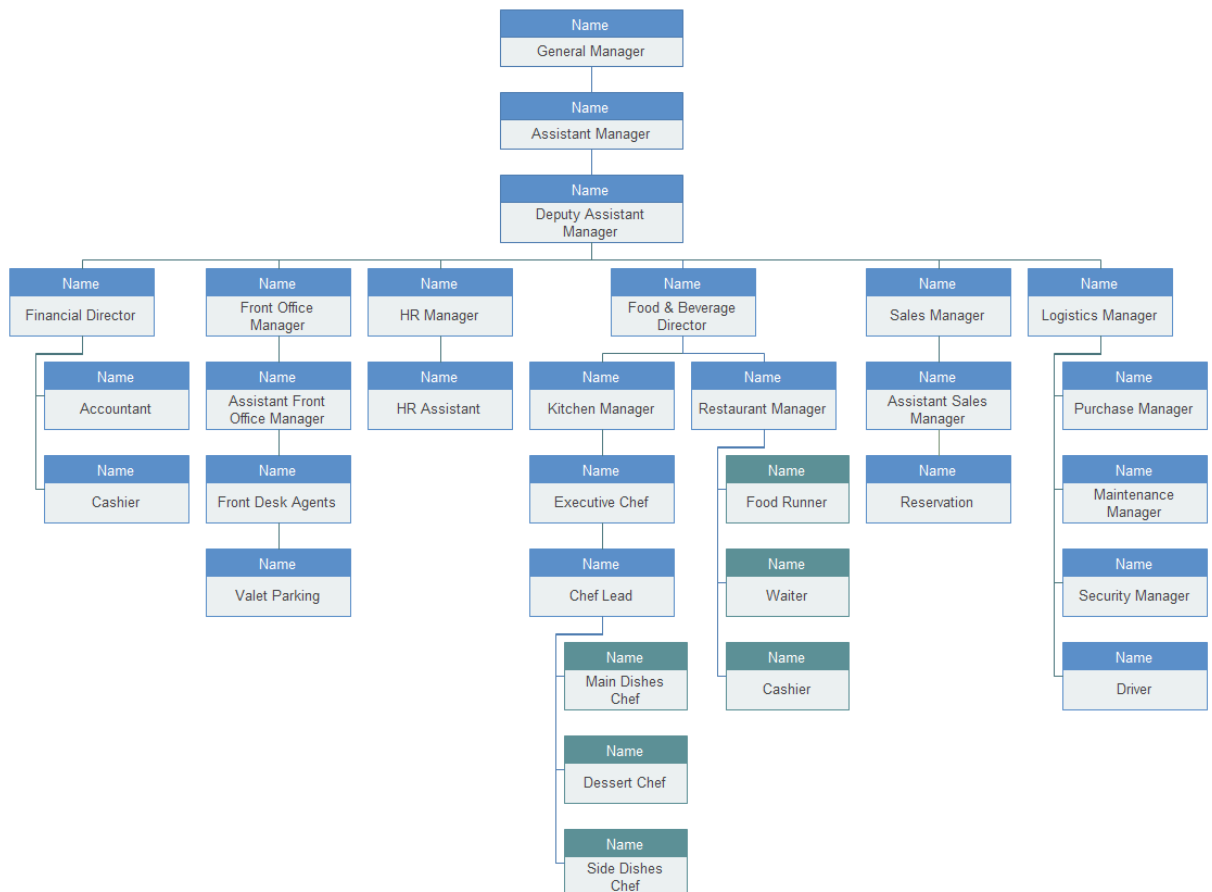 Name
General Manager
Name
Assistant Manager
Name
Deputy Assistant
Manager
Name
Financial Director
Name
Front Office
Manager
Name
HR Manager
Name
Food & Beverage
Director
Name
Sales Manager
Name
Logistics Manager
Name
Accountant
Name
Assistant Front
Office Manager
Name
HR Assistant
Name
Kitchen Manager
Name
Restaurant Manager
Name
Assistant Sales
Manager
Name
Purchase Manager
Name
Cashier
Name
Front Desk Agents
Name
Executive Chef
Name
Food Runner
Name
Reservation
Name
Maintenance
Manager
Name
Valet Parking
Name
Chef Lead
Name
Waiter
Name
Security Manager
Name
Main Dishes
Chef
Name
Cashier
Name
Driver
Name
Dessert Chef
Name
Side Dishes
Chef